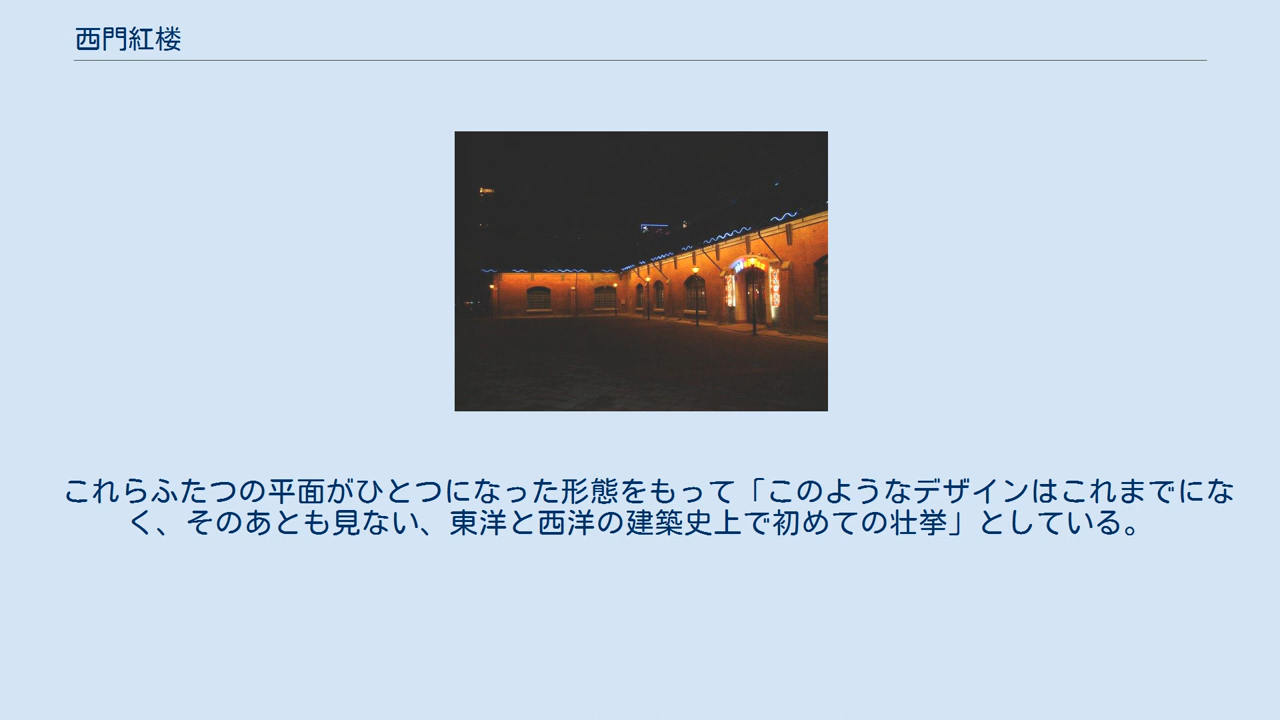 西門紅楼
これらふたつの平面がひとつになった形態をもって「このようなデザインはこれまでにな
く、そのあとも見ない、東洋と西洋の建築史上で初めての壮挙」としている。